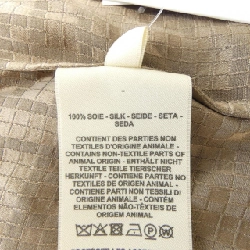 100% SOIE - SILK - SEIDE - SETA -
SEDA
CONTIENT DES PARTIES NON
TEXTILES D'ORIGINE ANIMALE -
CONTAINS NON-TEXTILE PARTS OF
ANIMAL ORIGIN - ENTHÄLT NICHT
TEXTILE TEILE TIERISCHER
HERKUNFT - CONTIENE PARTES NO
TEXTILES DE ORIGEN ANIMAL -
CONTIENE PARTI NON TESSILI DI
ORIGINE ANIMALE - CONTÉM
ELEMENTOS NÃO-TÊXTEIS DE
ORIGEM ANIMAL